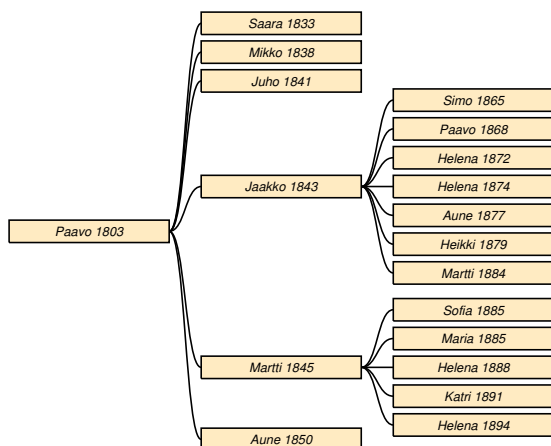 Saara 1833
Mikko 1838
Juho 1841
Simo 1865
Paavo 1868
Helena 1872
Jaakko 1843
Helena 1874
Aune 1877
Paavo 1803
Heikki 1879
Martti 1884
Sofia 1885
Maria 1885
Martti 1845
Helena 1888
Katri 1891
Helena 1894
Aune 1850